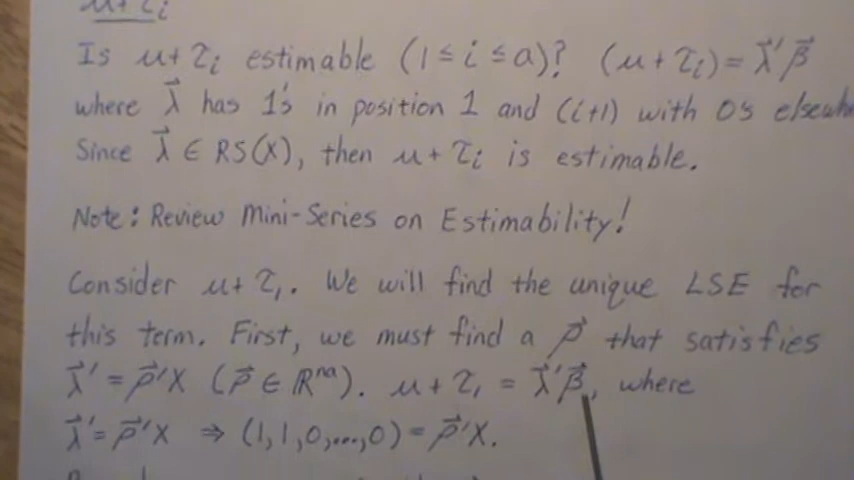 μ+τᵢ
Is μ+τᵢ estimable (1≤i≤a)? (μ+τᵢ)=λ⃗'β⃗
where λ⃗ has 1's in position 1 and (i+1) with 0s
Since λ⃗ ∈ RS(X), then μ+τᵢ is estimable.
Note: Review Mini-Series on Estimability!
Consider μ+τ₁. We will find the unique LSE for
this term. First, we must find a ρ⃗ that satisfies
λ⃗'=ρ⃗'X (ρ⃗∈ℝⁿᵃ). μ+τ₁=λ⃗'β⃗, where
λ⃗'=ρ⃗'X ⇒ (1,1,0,...,0)=ρ⃗'X.